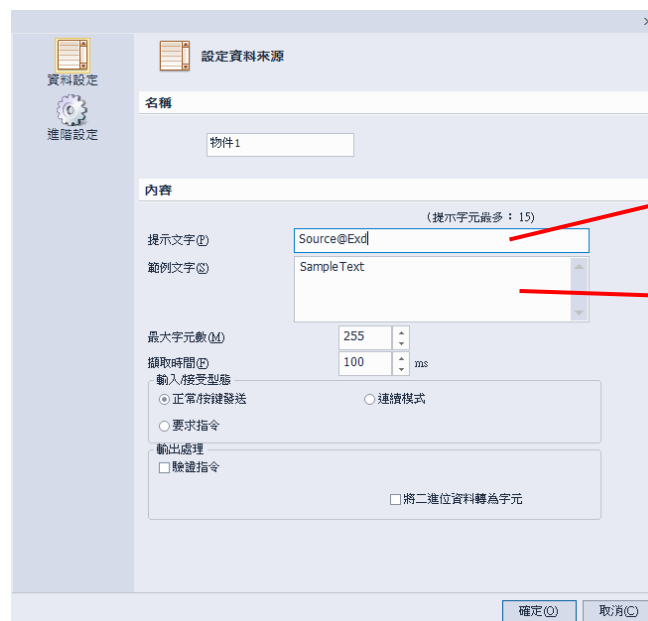 資料設定
進階設定
設定資料來源
名稱
物件1
內容
(提示字元最多：15)
提示文字(P) Source@Exd
範例文字(S) SampleText
最大字元數(M) 255
擷取時間(F) 100 ms
輸入/接受型態
正常/按鍵發送 連續模式
要求指令
輸出處理
驗證指令
將二進位資料轉為字元
確定(O) 取消(C)